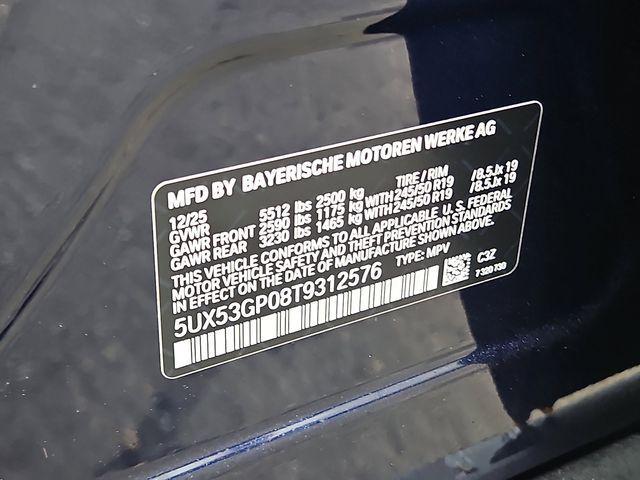 MFD BY BAYERISCHE MOTOREN WERKE AG
12/25 TIRE / RIM
GVWR 5512 lbs 2500 kg
GAWR FRONT 2590 lbs 1175 kg WITH 245/50 R19 /8.5Jx 19
GAWR REAR 3230 lbs 1465 kg WITH 245/50 R19 /8.5Jx 19
THIS VEHICLE CONFORMS TO ALL APPLICABLE U. S. FEDERAL
MOTOR VEHICLE SAFETY AND THEFT PREVENTION STANDARDS
IN EFFECT ON THE DATE OF MANUFACTURE SHOWN ABOVE.
5UX53GP08T9312576 TYPE: MPV C3Z
7320730